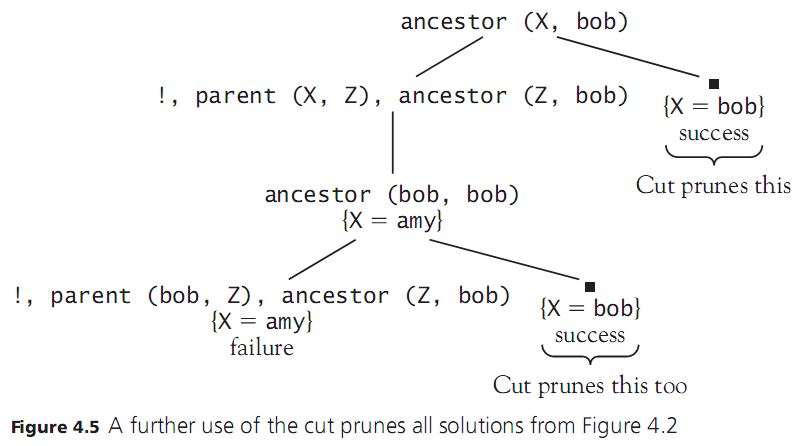 ancestor (X, bob)
!, parent (X, Z), ancestor (Z, bob)
{X = bob}
success
Cut prunes this
ancestor (bob, bob)
{X = amy}
!, parent (bob, Z), ancestor (Z, bob)
{X = amy}
failure
{X = bob}
success
Cut prunes this too
Figure 4.5 A further use of the cut prunes all solutions from Figure 4.2